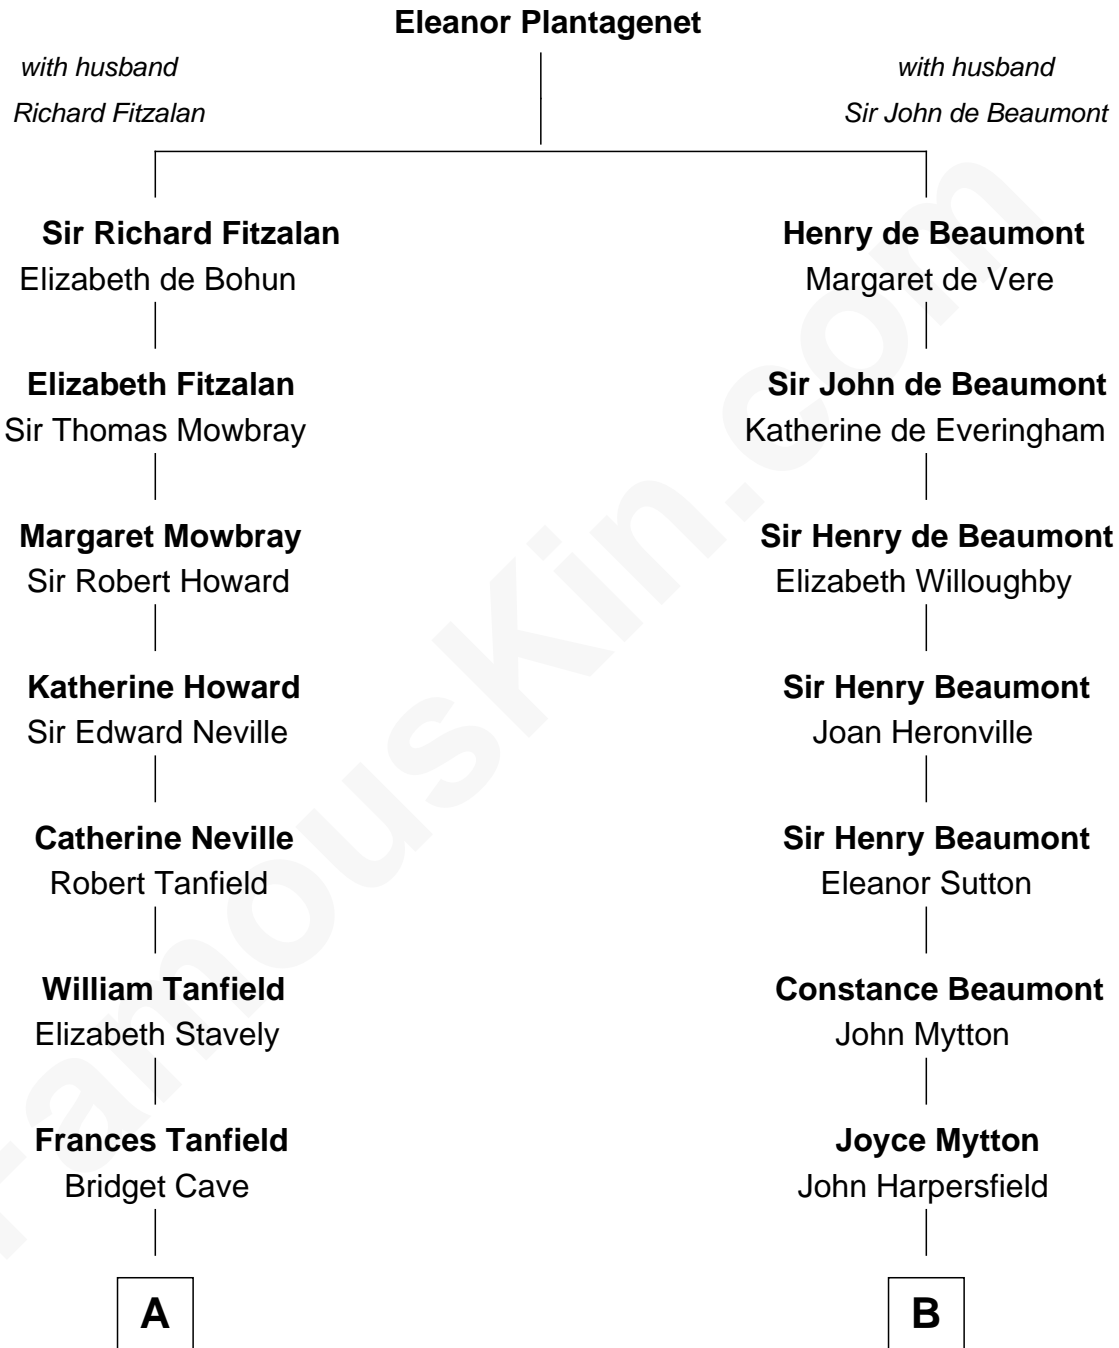 Eleanor Plantagenet
with husband
Richard Fitzalan
with husband
Sir John de Beaumont
Sir Richard Fitzalan
Elizabeth de Bohun
Henry de Beaumont
Margaret de Vere
Elizabeth Fitzalan
Sir Thomas Mowbray
Sir John de Beaumont
Katherine de Everingham
Margaret Mowbray
Sir Robert Howard
Sir Henry de Beaumont
Elizabeth Willoughby
Katherine Howard
Sir Edward Neville
Sir Henry Beaumont
Joan Heronville
Catherine Neville
Robert Tanfield
Sir Henry Beaumont
Eleanor Sutton
William Tanfield
Elizabeth Stavely
Constance Beaumont
John Mytton
Frances Tanfield
Bridget Cave
Joyce Mytton
John Harpersfield
A
B
FamousKin.com